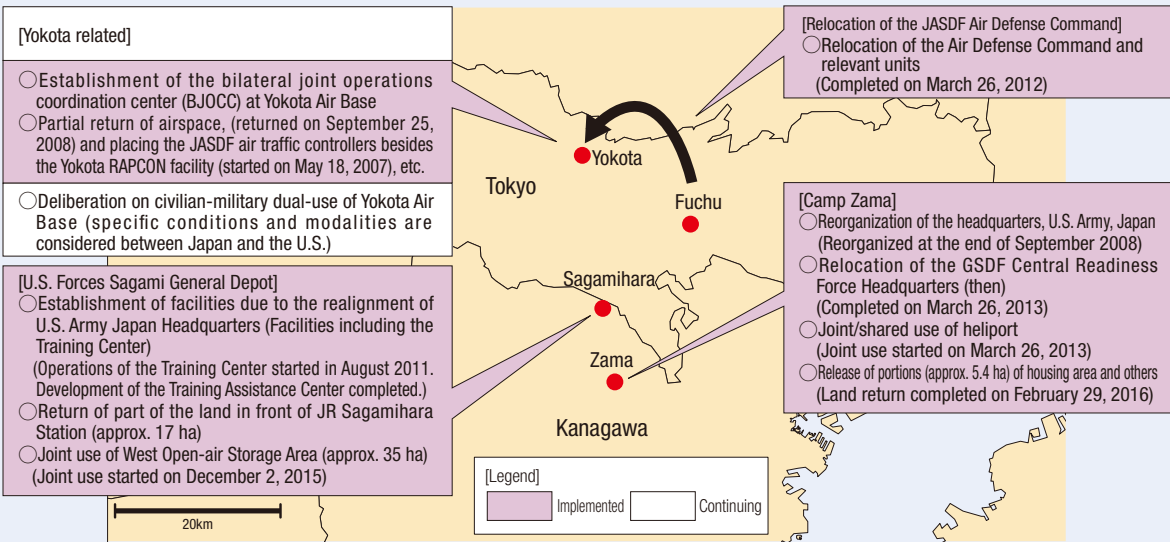 [Yokota related]
○Establishment of the bilateral joint operations
coordination center (BJOCC) at Yokota Air Base
○Partial return of airspace, (returned on September 25,
2008) and placing the JASDF air traffic controllers besides
the Yokota RAPCON facility (started on May 18, 2007), etc.
○Deliberation on civilian-military dual-use of Yokota Air
Base (specific conditions and modalities are
considered between Japan and the U.S.)
[U.S. Forces Sagami General Depot]
○Establishment of facilities due to the realignment of
U.S. Army Japan Headquarters (Facilities including the
Training Center)
(Operations of the Training Center started in August 2011.
Development of the Training Assistance Center completed.)
○Return of part of the land in front of JR Sagamihara
Station (approx. 17 ha)
○Joint use of West Open-air Storage Area (approx. 35 ha)
(Joint use started on December 2, 2015)
20km
Yokota
Tokyo
Fuchu
Sagamihara
Zama
Kanagawa
[Legend]
Implemented
Continuing
[Relocation of the JASDF Air Defense Command]
○Relocation of the Air Defense Command and
relevant units
(Completed on March 26, 2012)
[Camp Zama]
○Reorganization of the headquarters, U.S. Army, Japan
(Reorganized at the end of September 2008)
○Relocation of the GSDF Central Readiness
Force Headquarters (then)
(Completed on March 26, 2013)
○Joint/shared use of heliport
(Joint use started on March 26, 2013)
○Release of portions (approx. 5.4 ha) of housing area and others
(Land return completed on February 29, 2016)